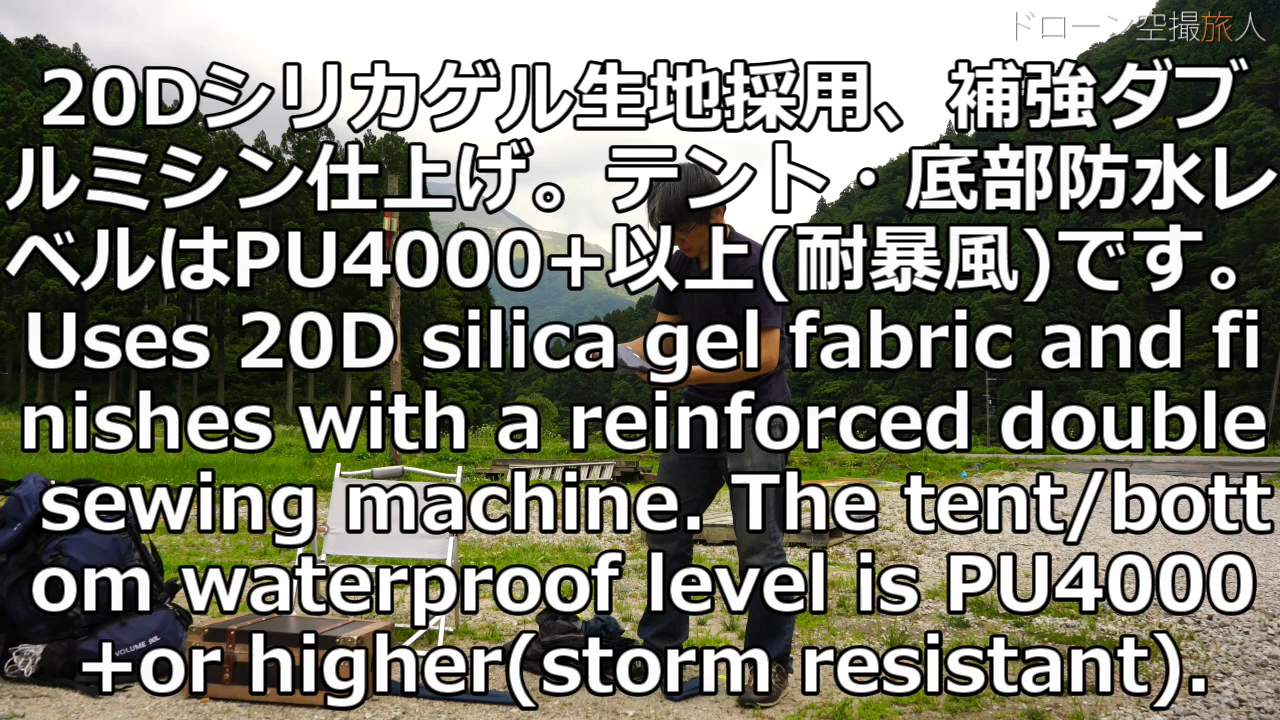 ドローン空撮旅人
20Dシリカゲル生地採用、補強ダブ
ルミシン仕上げ。テント・底部防水レ
ベルはPU4000+以上(耐暴風)です。
Uses 20D silica gel fabric and fi
nishes with a reinforced double
sewing machine. The tent/bott
om waterproof level is PU4000
+or higher(storm resistant).
VOLUME 90L